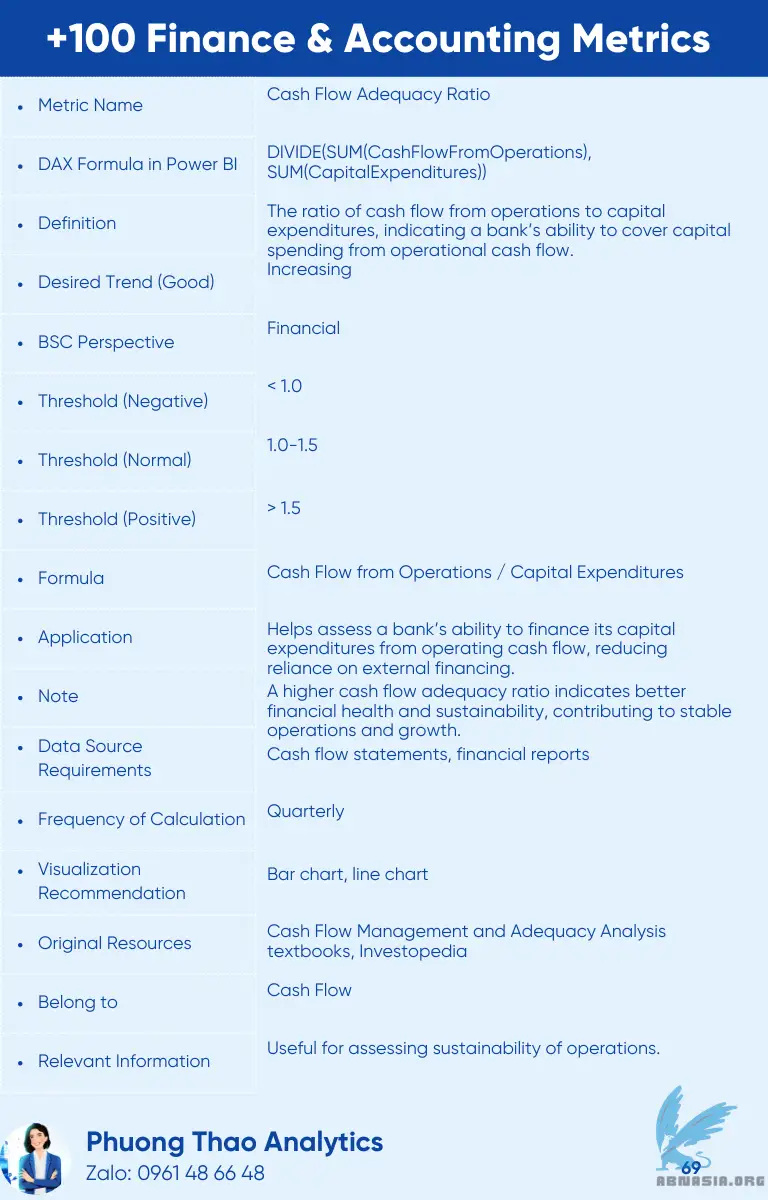 +100 Finance & Accounting Metrics
• Metric Name
Cash Flow Adequacy Ratio
• DAX Formula in Power BI
DIVIDE(SUM(CashFlowFromOperations),
SUM(CapitalExpenditures))
• Definition
The ratio of cash flow from operations to capital
expenditures, indicating a bank's ability to cover capital
spending from operational cash flow.
• Desired Trend (Good)
Increasing
• BSC Perspective
Financial
• Threshold (Negative)
< 1.0
• Threshold (Normal)
1.0-1.5
• Threshold (Positive)
> 1.5
• Formula
Cash Flow from Operations / Capital Expenditures
• Application
Helps assess a bank's ability to finance its capital
expenditures from operating cash flow, reducing
reliance on external financing.
• Note
A higher cash flow adequacy ratio indicates better
financial health and sustainability, contributing to stable
operations and growth.
• Data Source
Requirements
Cash flow statements, financial reports
• Frequency of Calculation
Quarterly
• Visualization
Recommendation
Bar chart, line chart
• Original Resources
Cash Flow Management and Adequacy Analysis
textbooks, Investopedia
• Belong to
Cash Flow
• Relevant Information
Useful for assessing sustainability of operations.
Phuong Thao Analytics
Zalo: 0961 48 66 48
69
ABNASIA.ORG